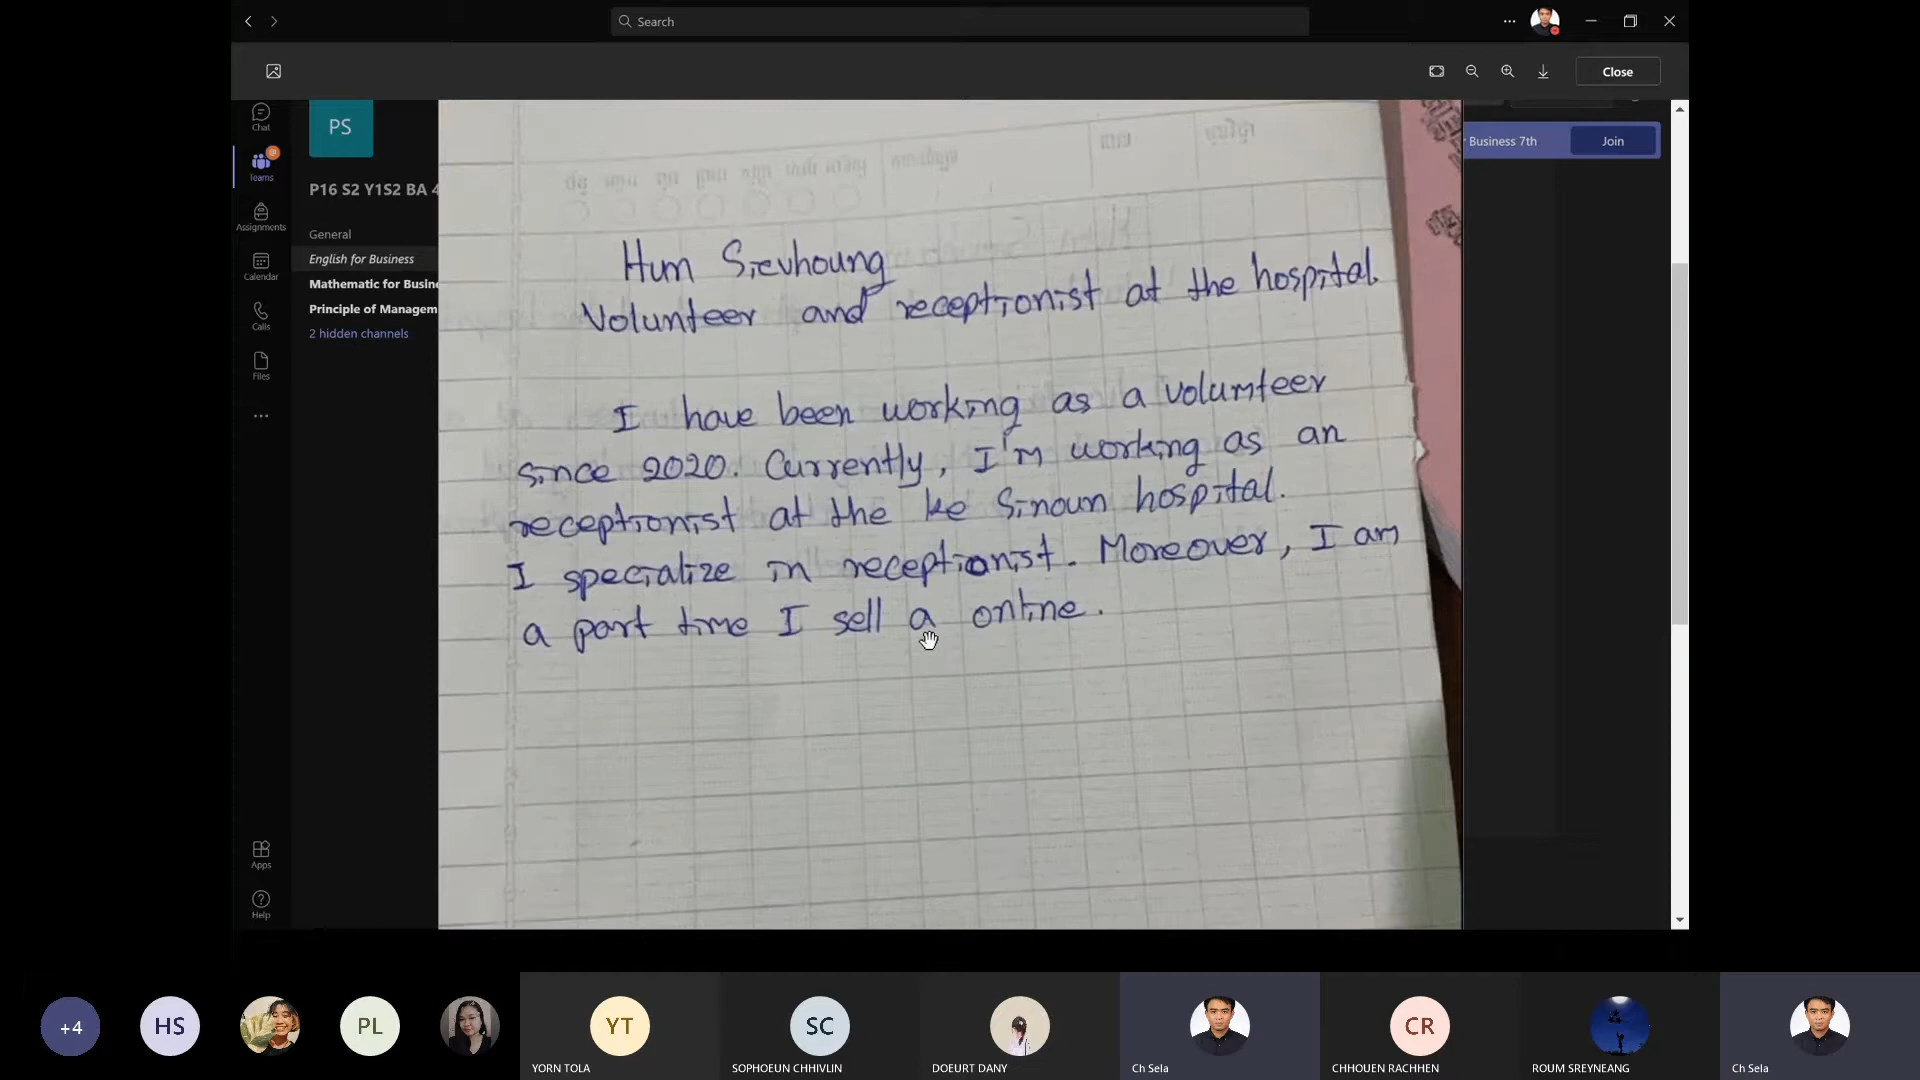 Search
Close
Chat
PS
Business 7th
Join
Teams
P16 S2 Y1S2 BA 4
Assignments
General
English for Business
Calendar
Mathematic for Busine
Principle of Managem
Calls
2 hidden channels
Files
Hum Sievhoung
Volunteer and receptionist at the hospital.
I have been working as a volumteer
since 2020. Currently, I'm working as an
receptionist at the ke Sinoun hospital.
I specialize in receptionist. Moreover, I am
a part time I sell a online.
Apps
Help
+4
HS
PL
YT
SC
CR
YORN TOLA
SOPHOEUN CHHIVLIN
DOEURT DANY
Ch Sela
CHHOUEN RACHHEN
ROUM SREYNEANG
Ch Sela